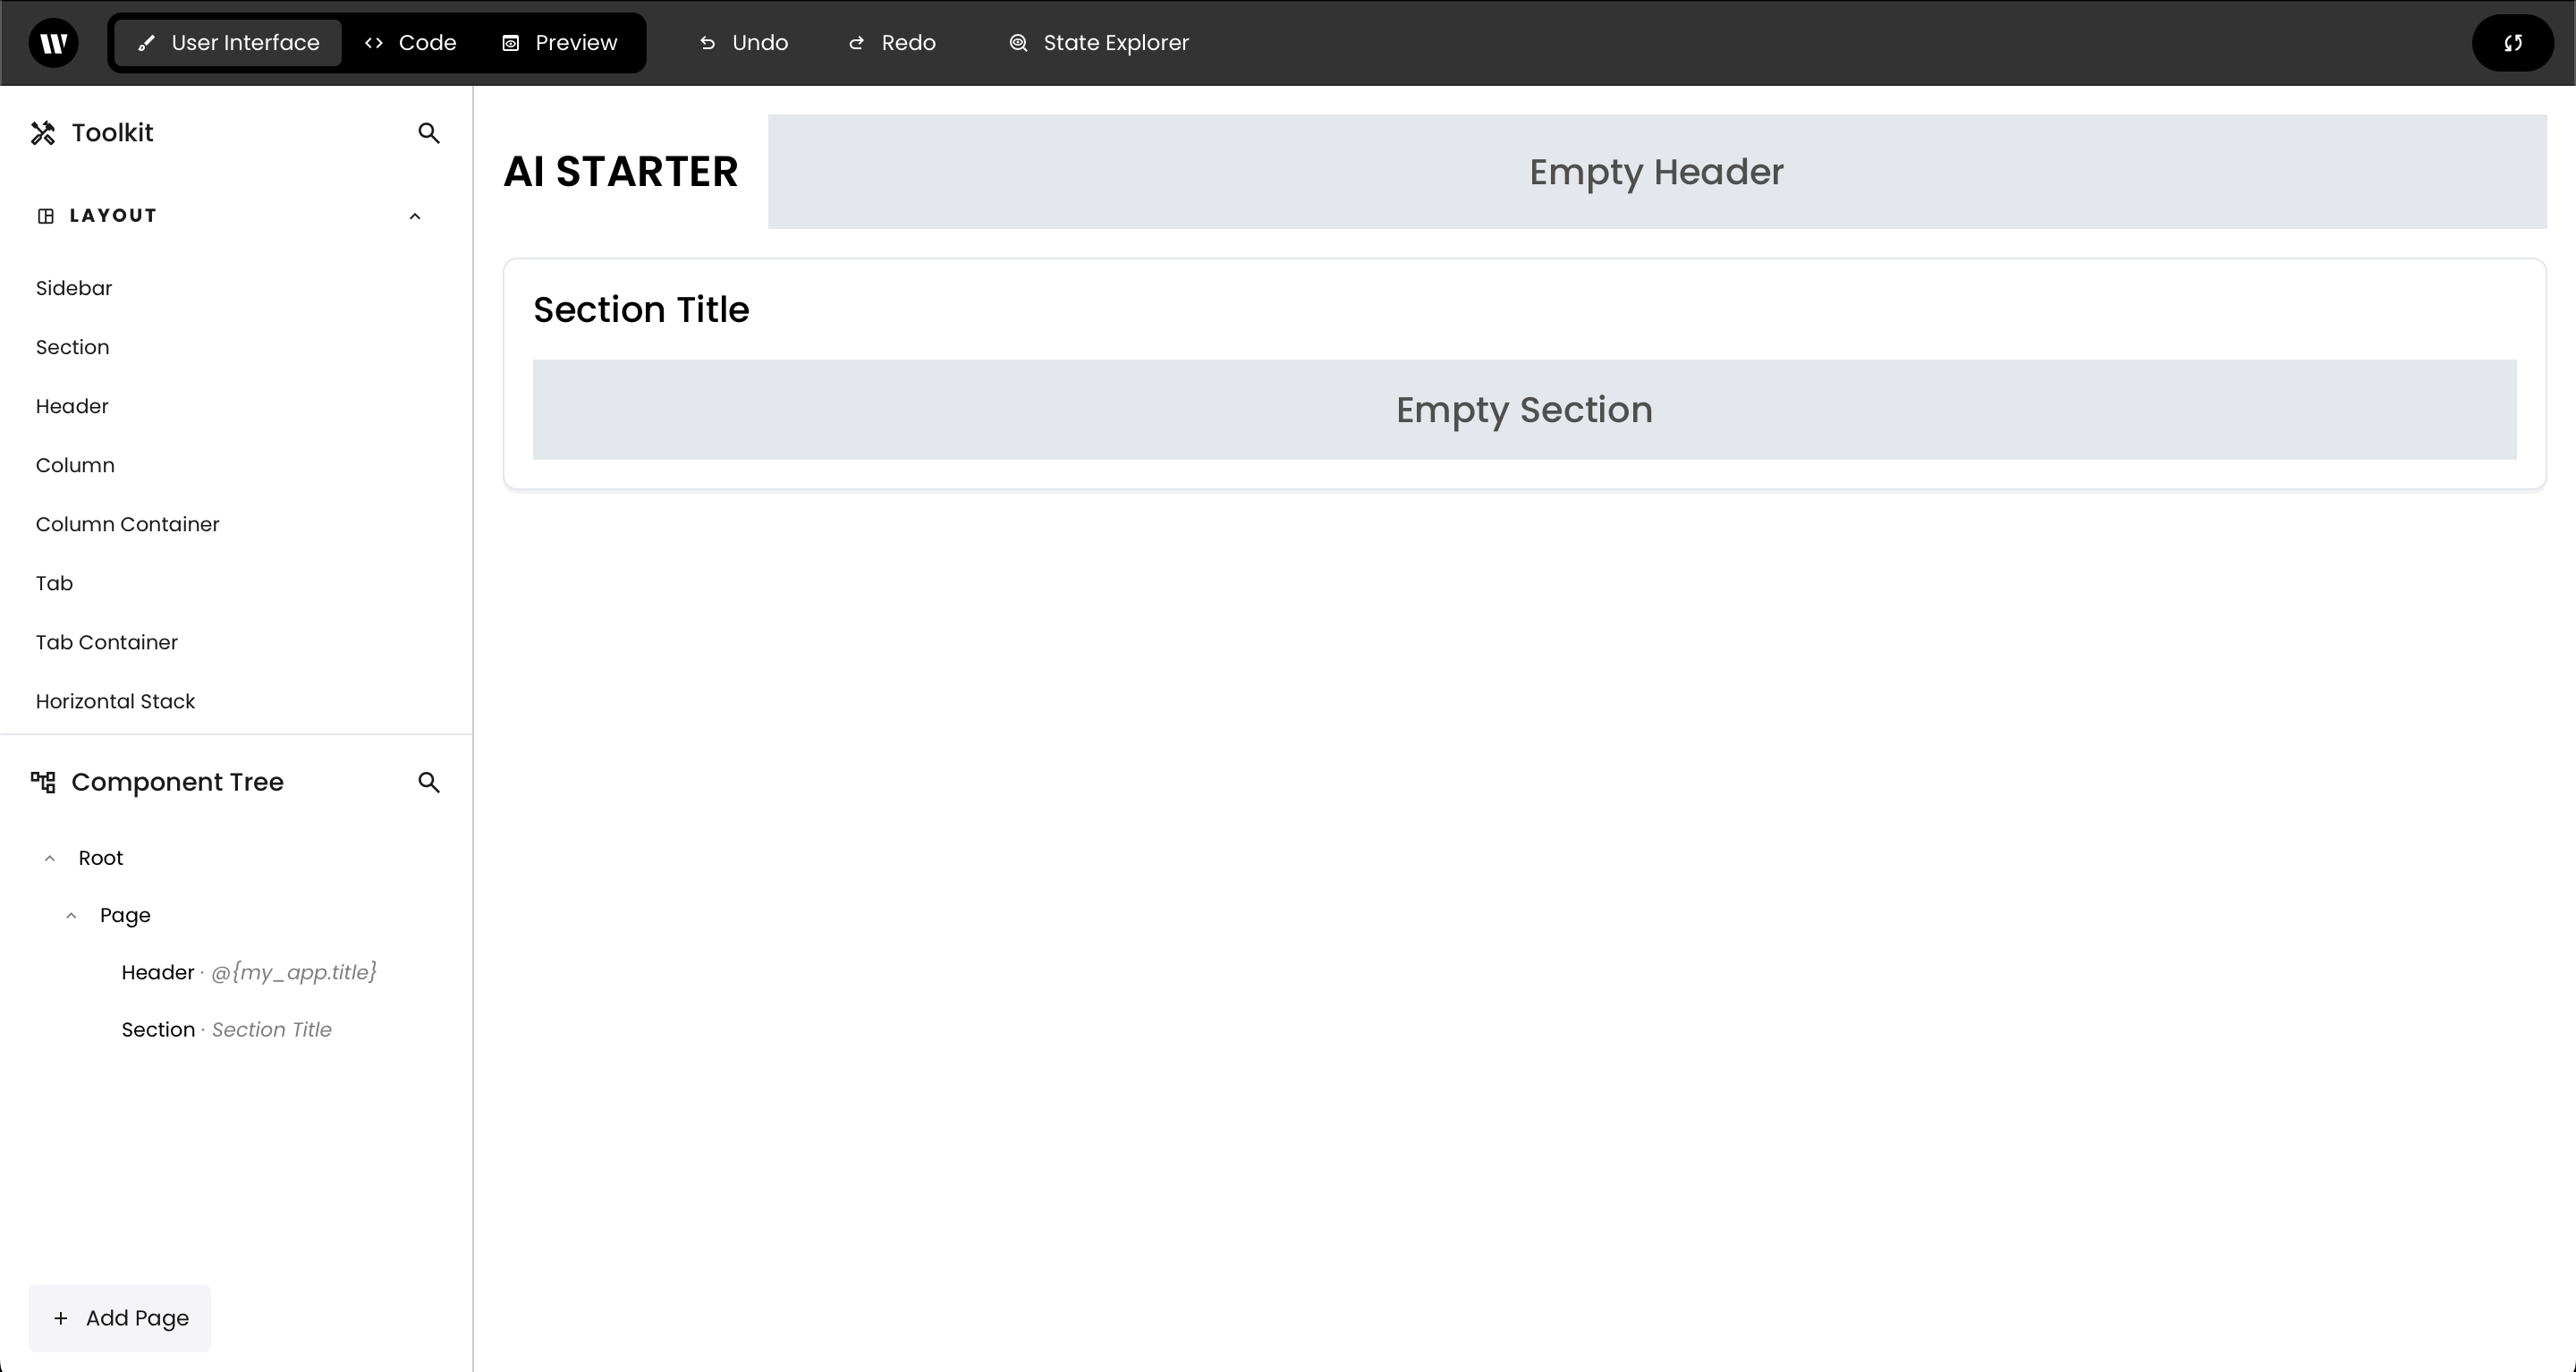 User Interface
Code
Preview
Undo
Redo
State Explorer
Toolkit
LAYOUT
Sidebar
Section
Header
Column
Column Container
Tab
Tab Container
Horizontal Stack
Component Tree
Root
Page
Header · @{my_app.title}
Section · Section Title
+ Add Page
AI STARTER
Empty Header
Section Title
Empty Section